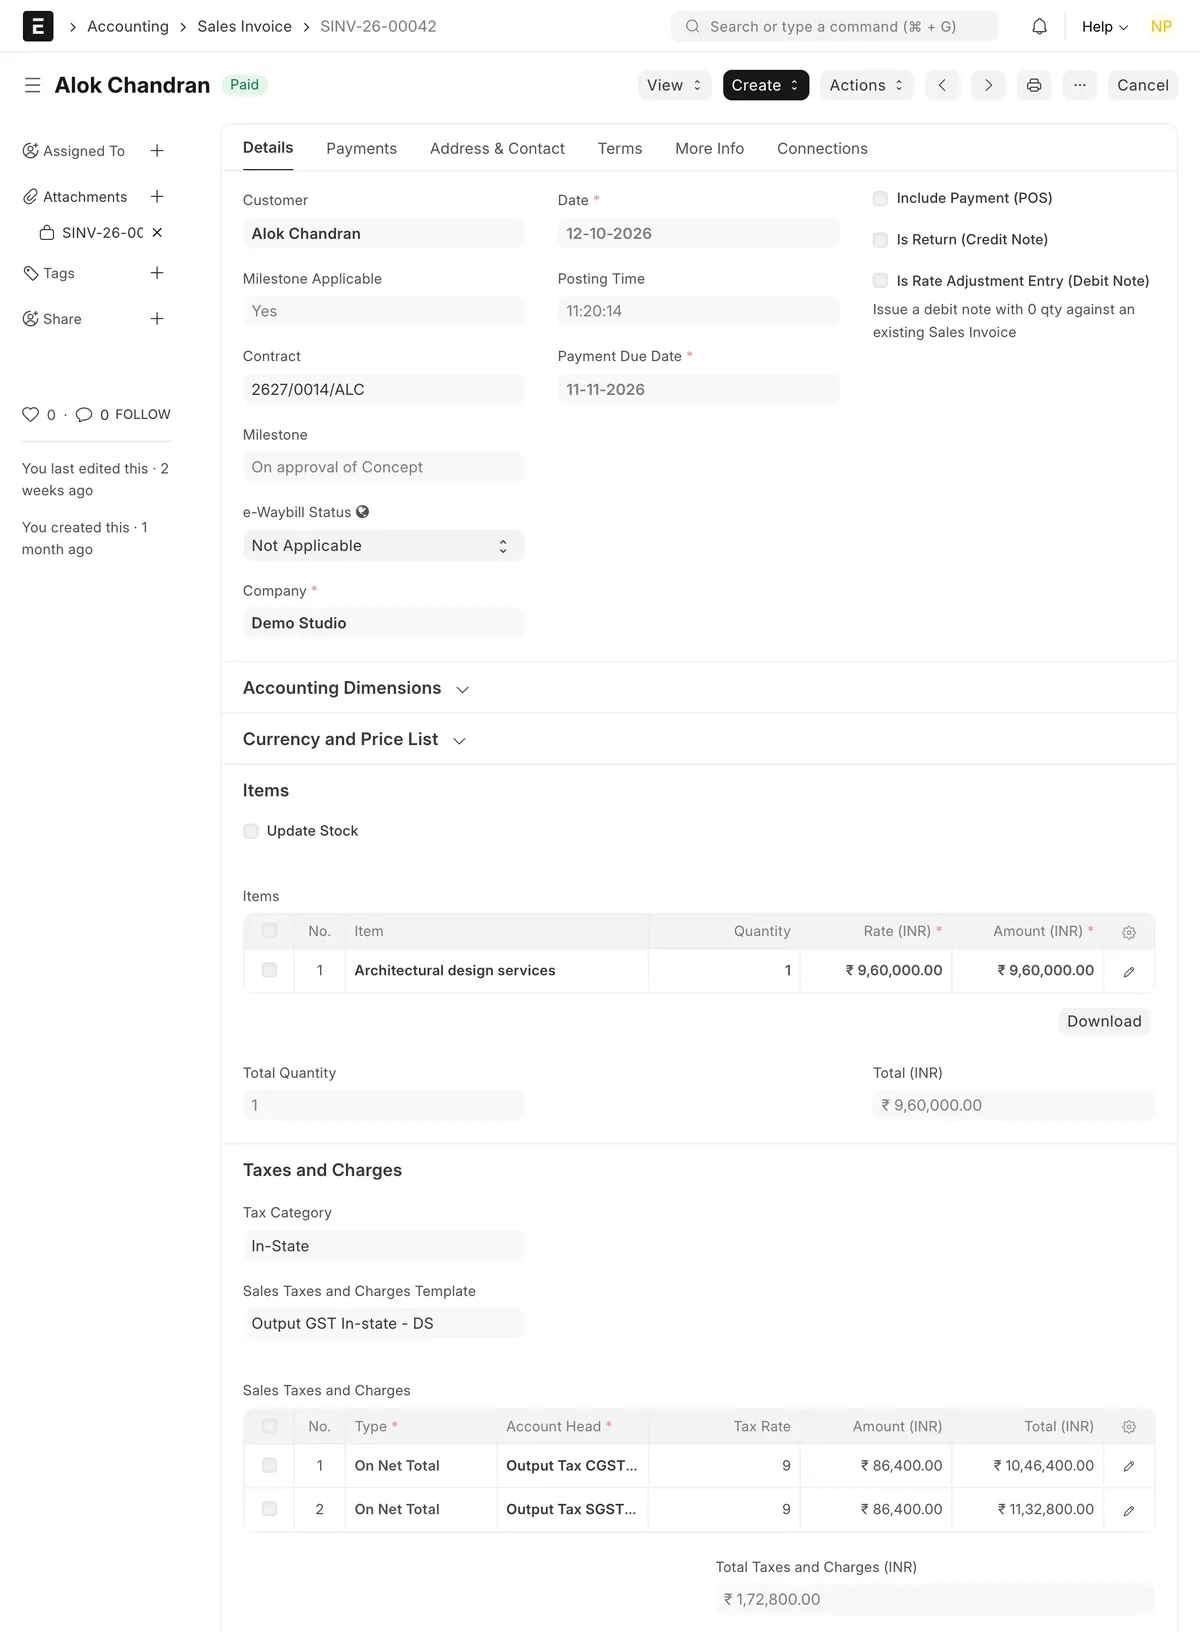 E > Accounting > Sales Invoice > SINV-26-00042 Search or type a command (⌘ + G) Help NP
Alok Chandran Paid View Create Actions ... Cancel
Assigned To +
Attachments +
SINV-26-0C ×
Tags +
Share +
0 · 0 FOLLOW
You last edited this · 2
weeks ago
You created this · 1
month ago
Details Payments Address & Contact Terms More Info Connections
Customer
Alok Chandran
Milestone Applicable
Yes
Contract
2627/0014/ALC
Milestone
On approval of Concept
e-Waybill Status
Not Applicable
Company *
Demo Studio
Date *
12-10-2026
Posting Time
11:20:14
Payment Due Date *
11-11-2026
Include Payment (POS)
Is Return (Credit Note)
Is Rate Adjustment Entry (Debit Note)
Issue a debit note with 0 qty against an
existing Sales Invoice
Accounting Dimensions
Currency and Price List
Items
Update Stock
Items
No. Item Quantity Rate (INR) * Amount (INR) *
1 Architectural design services 1 ₹ 9,60,000.00 ₹ 9,60,000.00
Download
Total Quantity Total (INR)
1 ₹ 9,60,000.00
Taxes and Charges
Tax Category
In-State
Sales Taxes and Charges Template
Output GST In-state - DS
Sales Taxes and Charges
No. Type * Account Head * Tax Rate Amount (INR) Total (INR)
1 On Net Total Output Tax CGST... 9 ₹ 86,400.00 ₹ 10,46,400.00
2 On Net Total Output Tax SGST... 9 ₹ 86,400.00 ₹ 11,32,800.00
Total Taxes and Charges (INR)
₹ 1,72,800.00